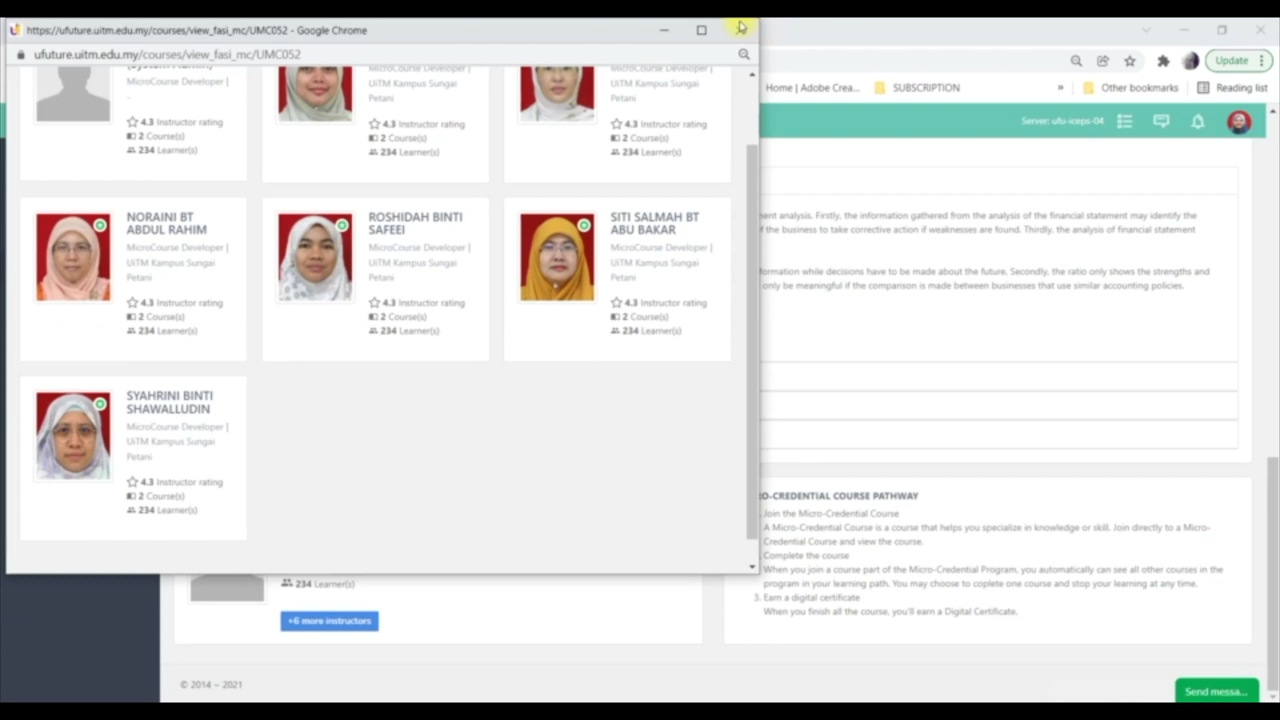 https://ufuture.uitm.edu.my/courses/view_fasi_mc/UMC052 - Google Chrome
ufuture.uitm.edu.my/courses/view_fasi_mc/UMC052
Update
Home | Adobe Crea...
SUBSCRIPTION
»
Other bookmarks
Reading list
Server: ufu-iceps-04
MicroCourse Developer |
-
4.3 Instructor rating
2 Course(s)
234 Learner(s)
MicroCourse Developer |
UiTM Kampus Sungai
Petani
4.3 Instructor rating
2 Course(s)
234 Learner(s)
MicroCourse Developer |
UiTM Kampus Sungai
Petani
4.3 Instructor rating
2 Course(s)
234 Learner(s)
NORAINI BT
ABDUL RAHIM
MicroCourse Developer |
UiTM Kampus Sungai
Petani
4.3 Instructor rating
2 Course(s)
234 Learner(s)
ROSHIDAH BINTI
SAFEEI
MicroCourse Developer |
UiTM Kampus Sungai
Petani
4.3 Instructor rating
2 Course(s)
234 Learner(s)
SITI SALMAH BT
ABU BAKAR
MicroCourse Developer |
UiTM Kampus Sungai
Petani
4.3 Instructor rating
2 Course(s)
234 Learner(s)
SYAHRINI BINTI
SHAWALLUDIN
MicroCourse Developer |
UiTM Kampus Sungai
Petani
4.3 Instructor rating
2 Course(s)
234 Learner(s)
analysis. Firstly, the information gathered from the analysis of the financial statement may identify the
the business to take corrective action if weaknesses are found. Thirdly, the analysis of financial statement
while decisions have to be made about the future. Secondly, the ratio only shows the strengths and
only be meaningful if the comparison is made between businesses that use similar accounting policies.
O-CREDENTIAL COURSE PATHWAY
Join the Micro-Credential Course
A Micro-Credential Course is a course that helps you specialize in knowledge or skill. Join directly to a Micro-
Credential Course and view the course.
Complete the course
When you join a course part of the Micro-Credential Program, you automatically can see all other courses in the
program in your learning path. You may choose to coplete one course and stop your learning at any time.
3. Earn a digital certificate
When you finish all the course, you'll earn a Digital Certificate.
234 Learner(s)
+6 more instructors
© 2014 ~ 2021
Send messa...